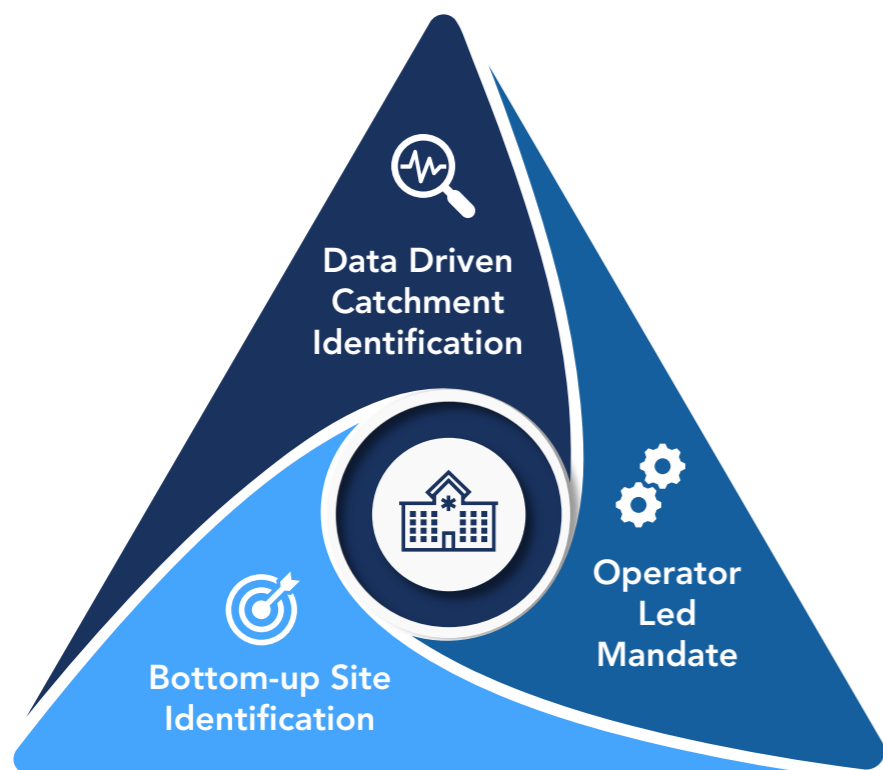 Data Driven
Catchment
Identification
Operator
Led
Mandate
Bottom-up Site
Identification